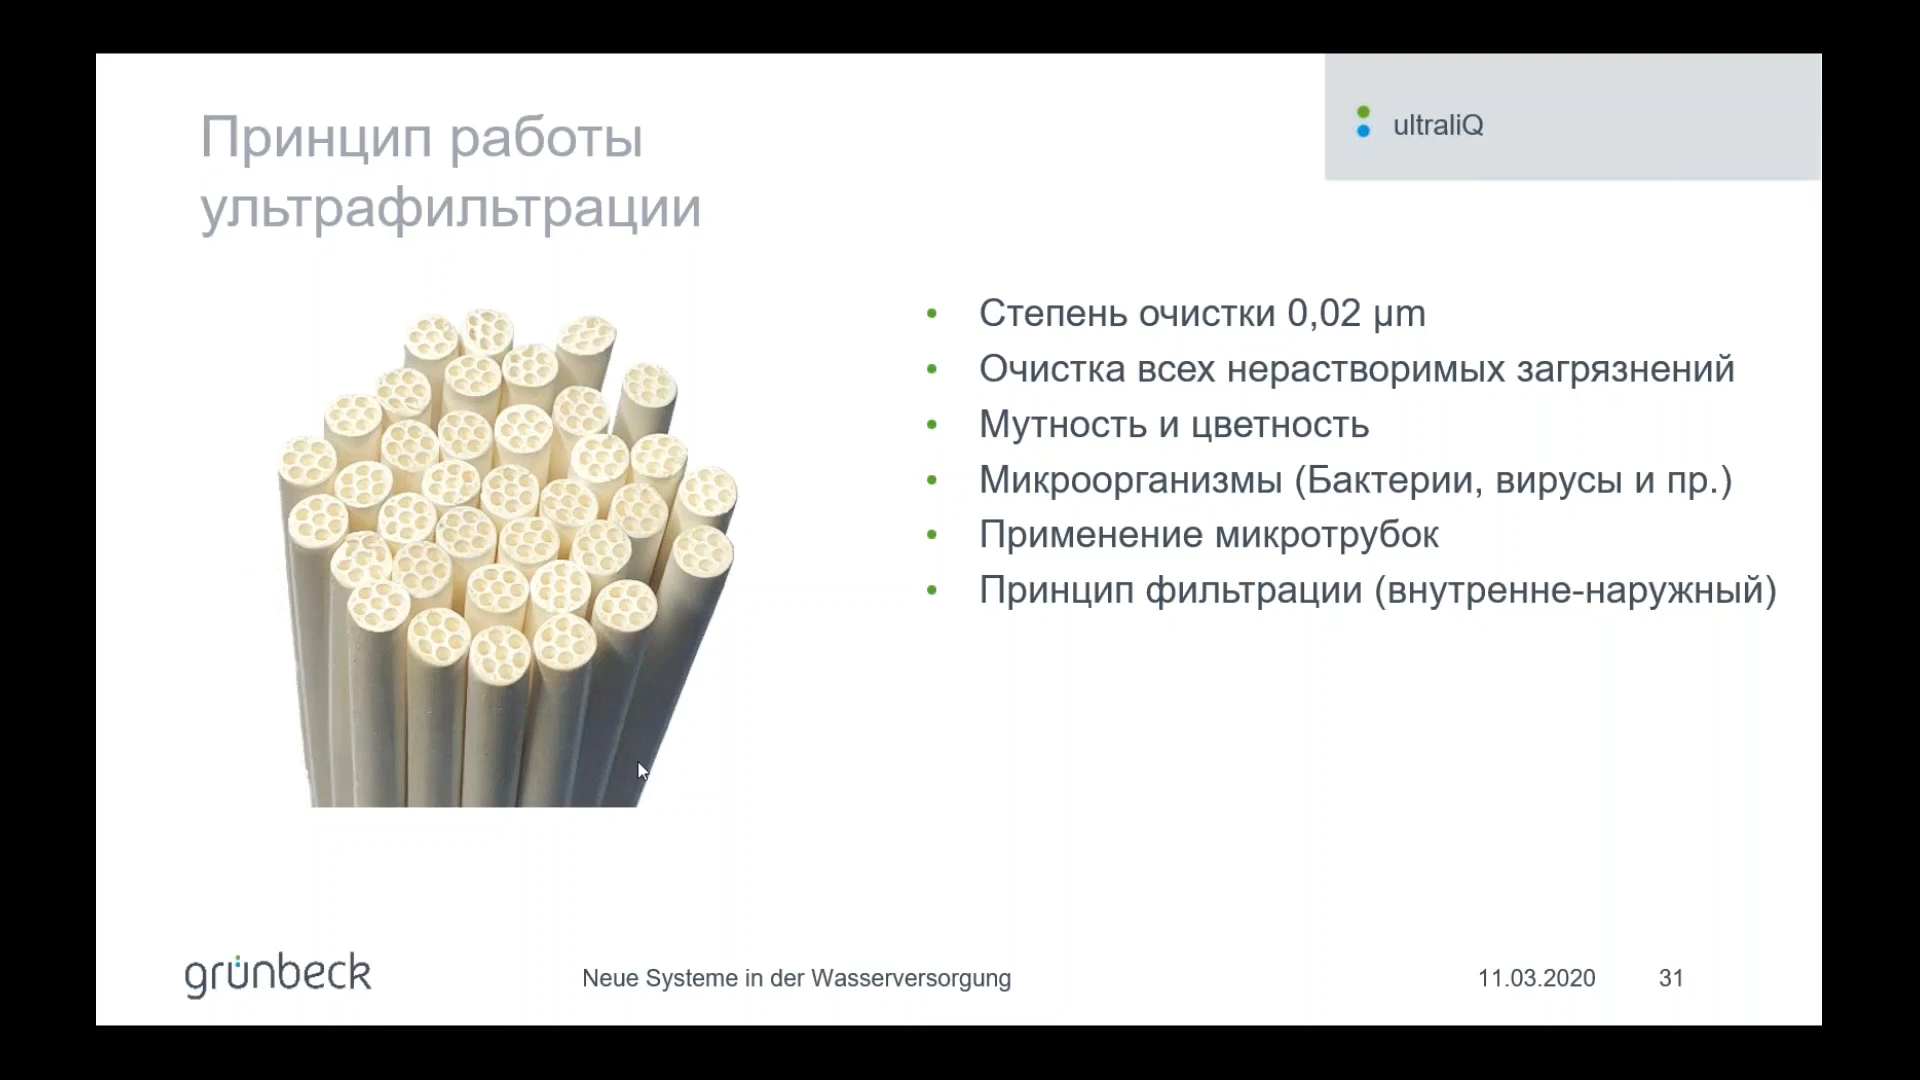 Принцип работы
ультрафильтрации
ultraliQ
• Степень очистки 0,02 µm
• Очистка всех нерастворимых загрязнений
• Мутность и цветность
• Микроорганизмы (Бактерии, вирусы и пр.)
• Применение микротрубок
• Принцип фильтрации (внутренне-наружный)
grünbeck
Neue Systeme in der Wasserversorgung
11.03.2020
31